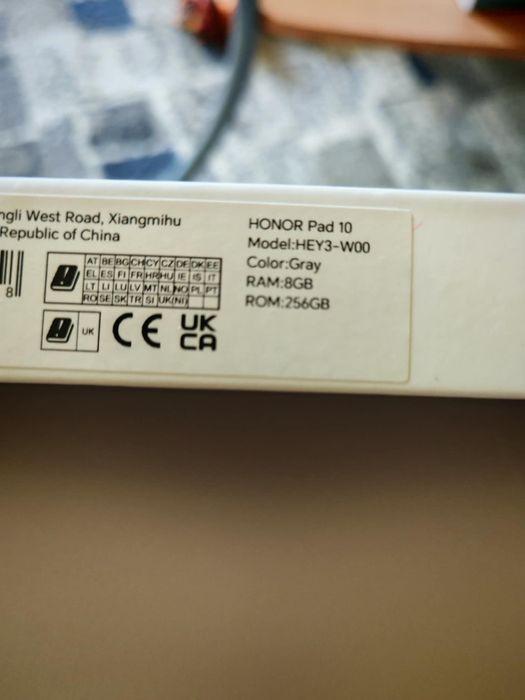 ngli West Road, Xiangmihu
Republic of China
8
AT BE BG CH CY CZ DE DK EE
EL ES FI FR HR HU IE IS IT
LT LI LU LV MT NL NO PL PT
RO SE SK TR SI UK(NI)
UK
CE
UK
CA
HONOR Pad 10
Model:HEY3-W00
Color:Gray
RAM:8GB
ROM:256GB